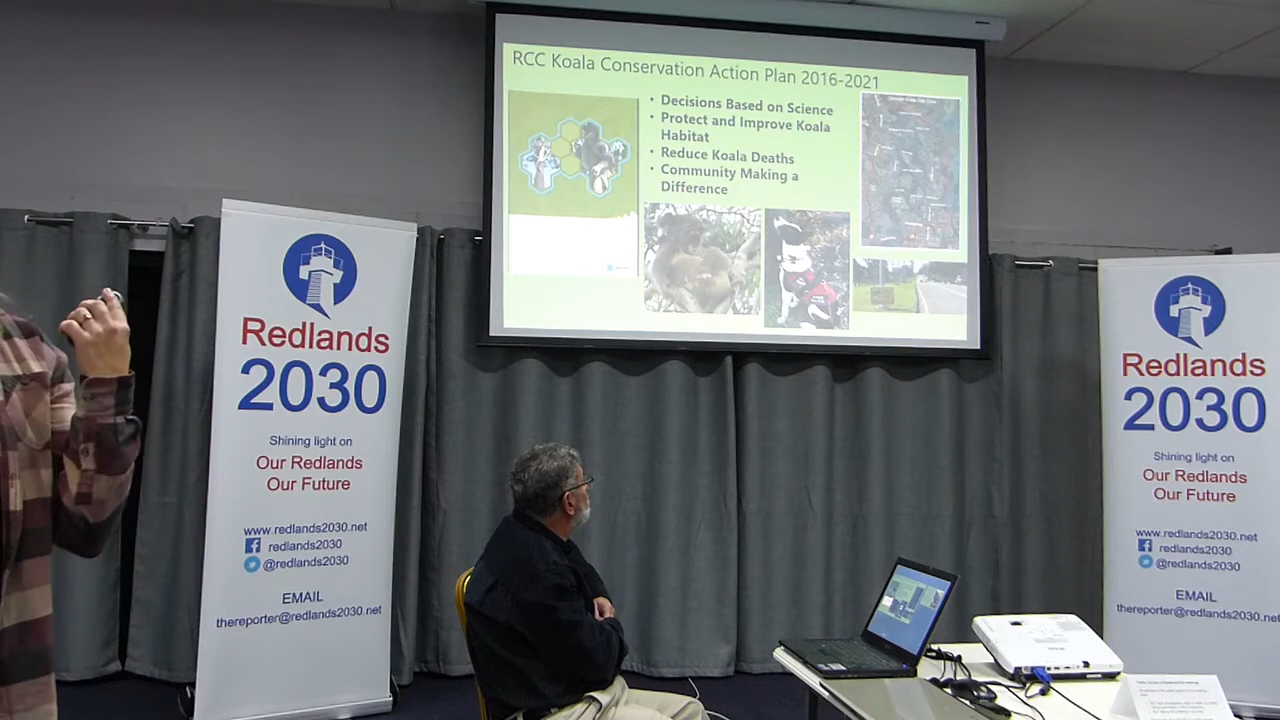 RCC Koala Conservation Action Plan 2016-2021
• Decisions Based on Science
• Protect and Improve Koala
Habitat
• Reduce Koala Deaths
• Community Making a
Difference
Redlands
2030
Shining light on
Our Redlands
Our Future
www.redlands2030.net
redlands2030
@redlands2030
EMAIL
thereporter@redlands2030.net
Redlands
2030
Shining light on
Our Redlands
Our Future
www.redlands2030.net
redlands2030
@redlands2030
EMAIL
thereporter@redlands2030.net